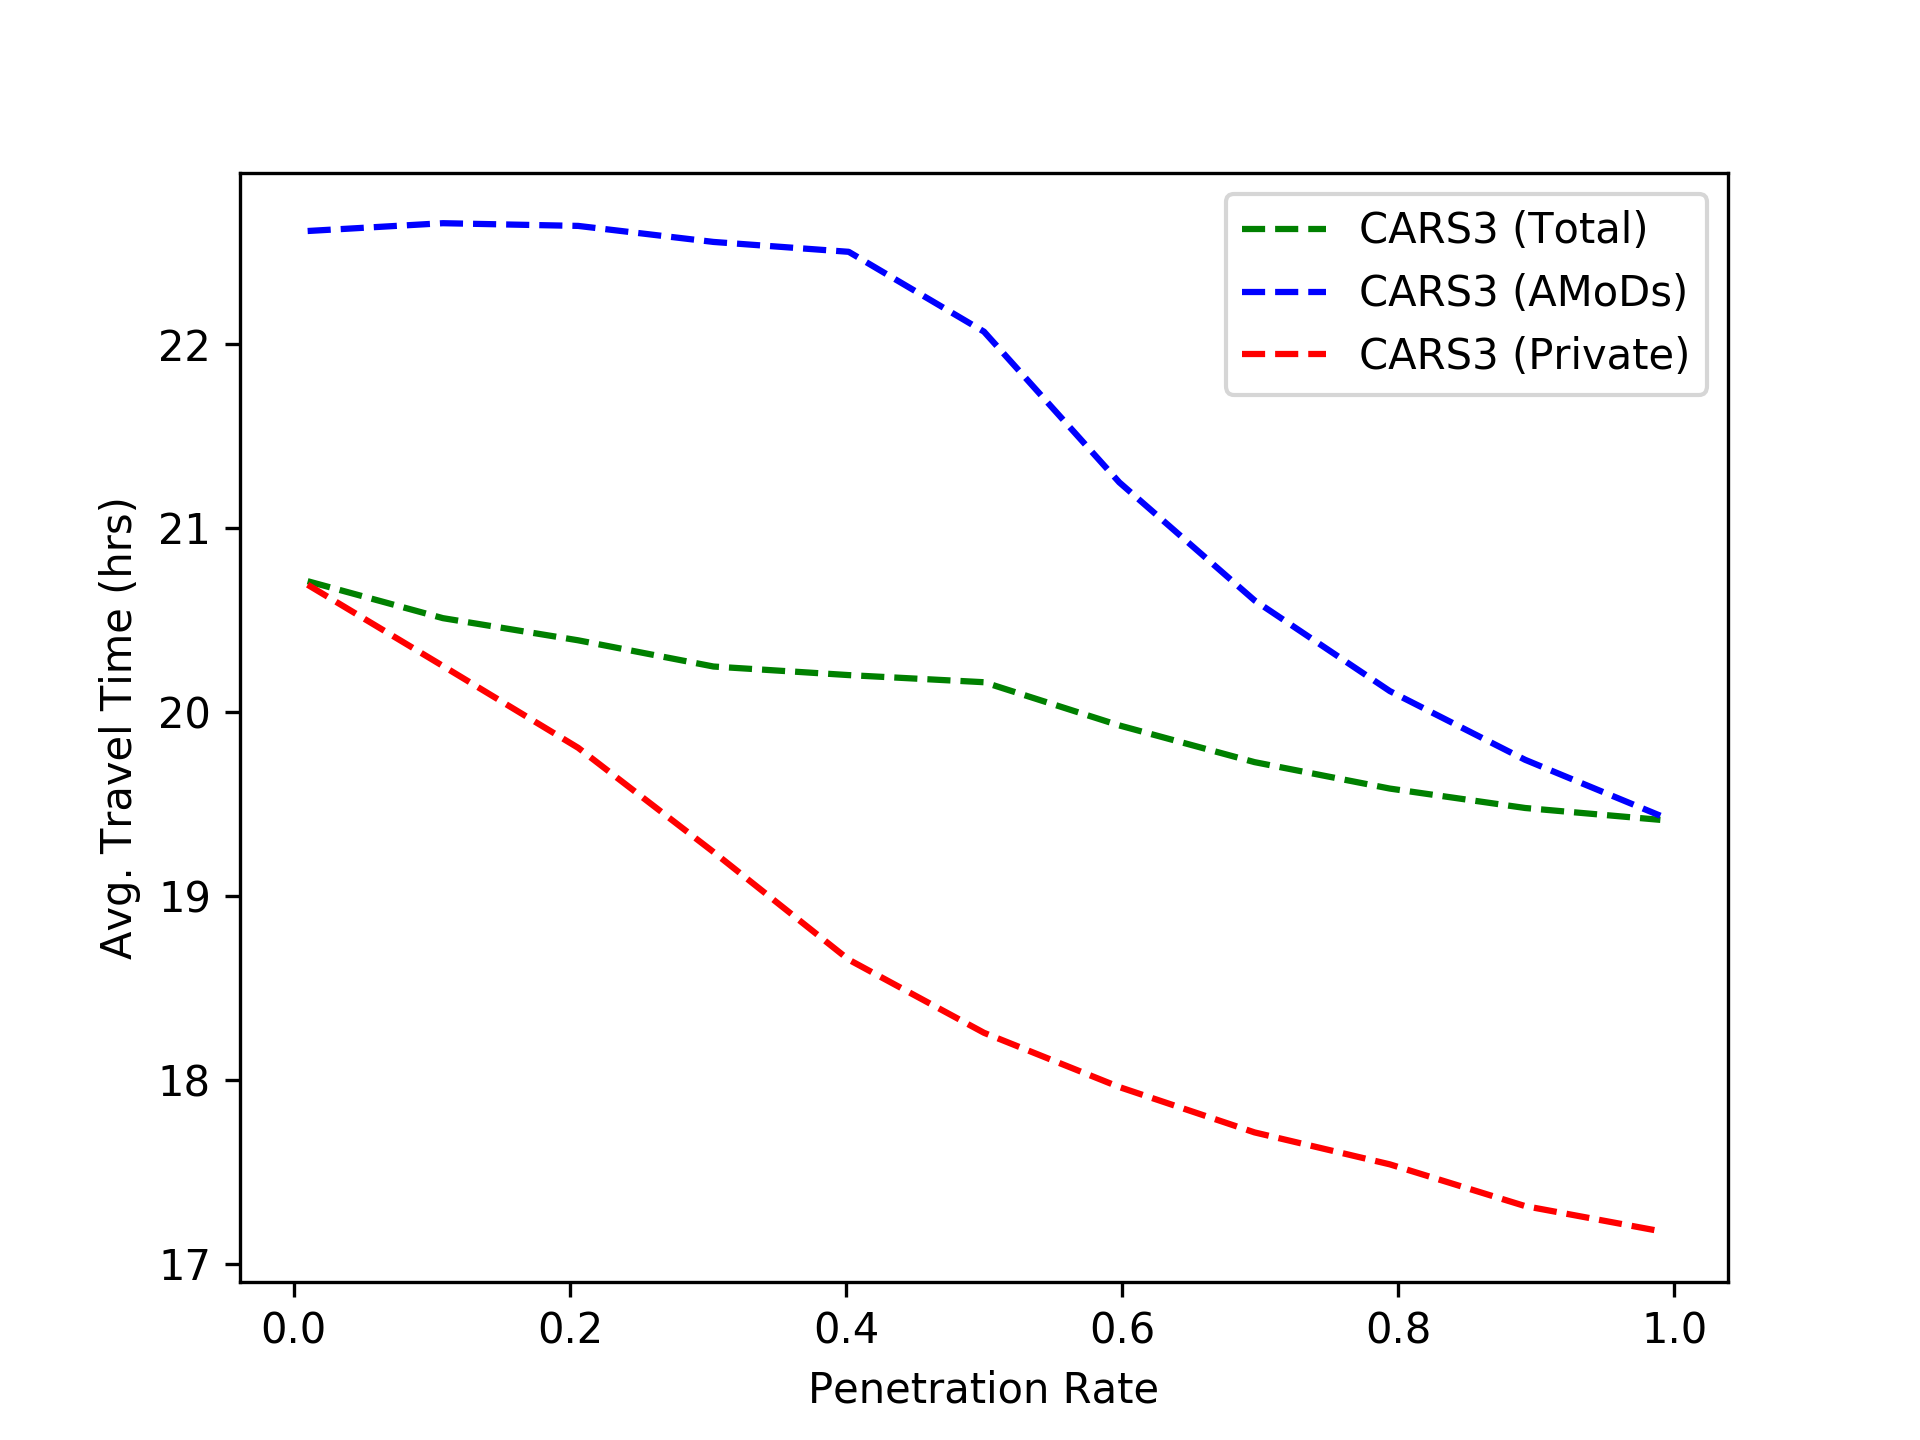 CARS3 (Total)
CARS3 (AMoDs)
CARS3 (Private)
22
21
20
19
18
17
Avg. Travel Time (hrs)
0.0 0.2 0.4 0.6 0.8 1.0
Penetration Rate